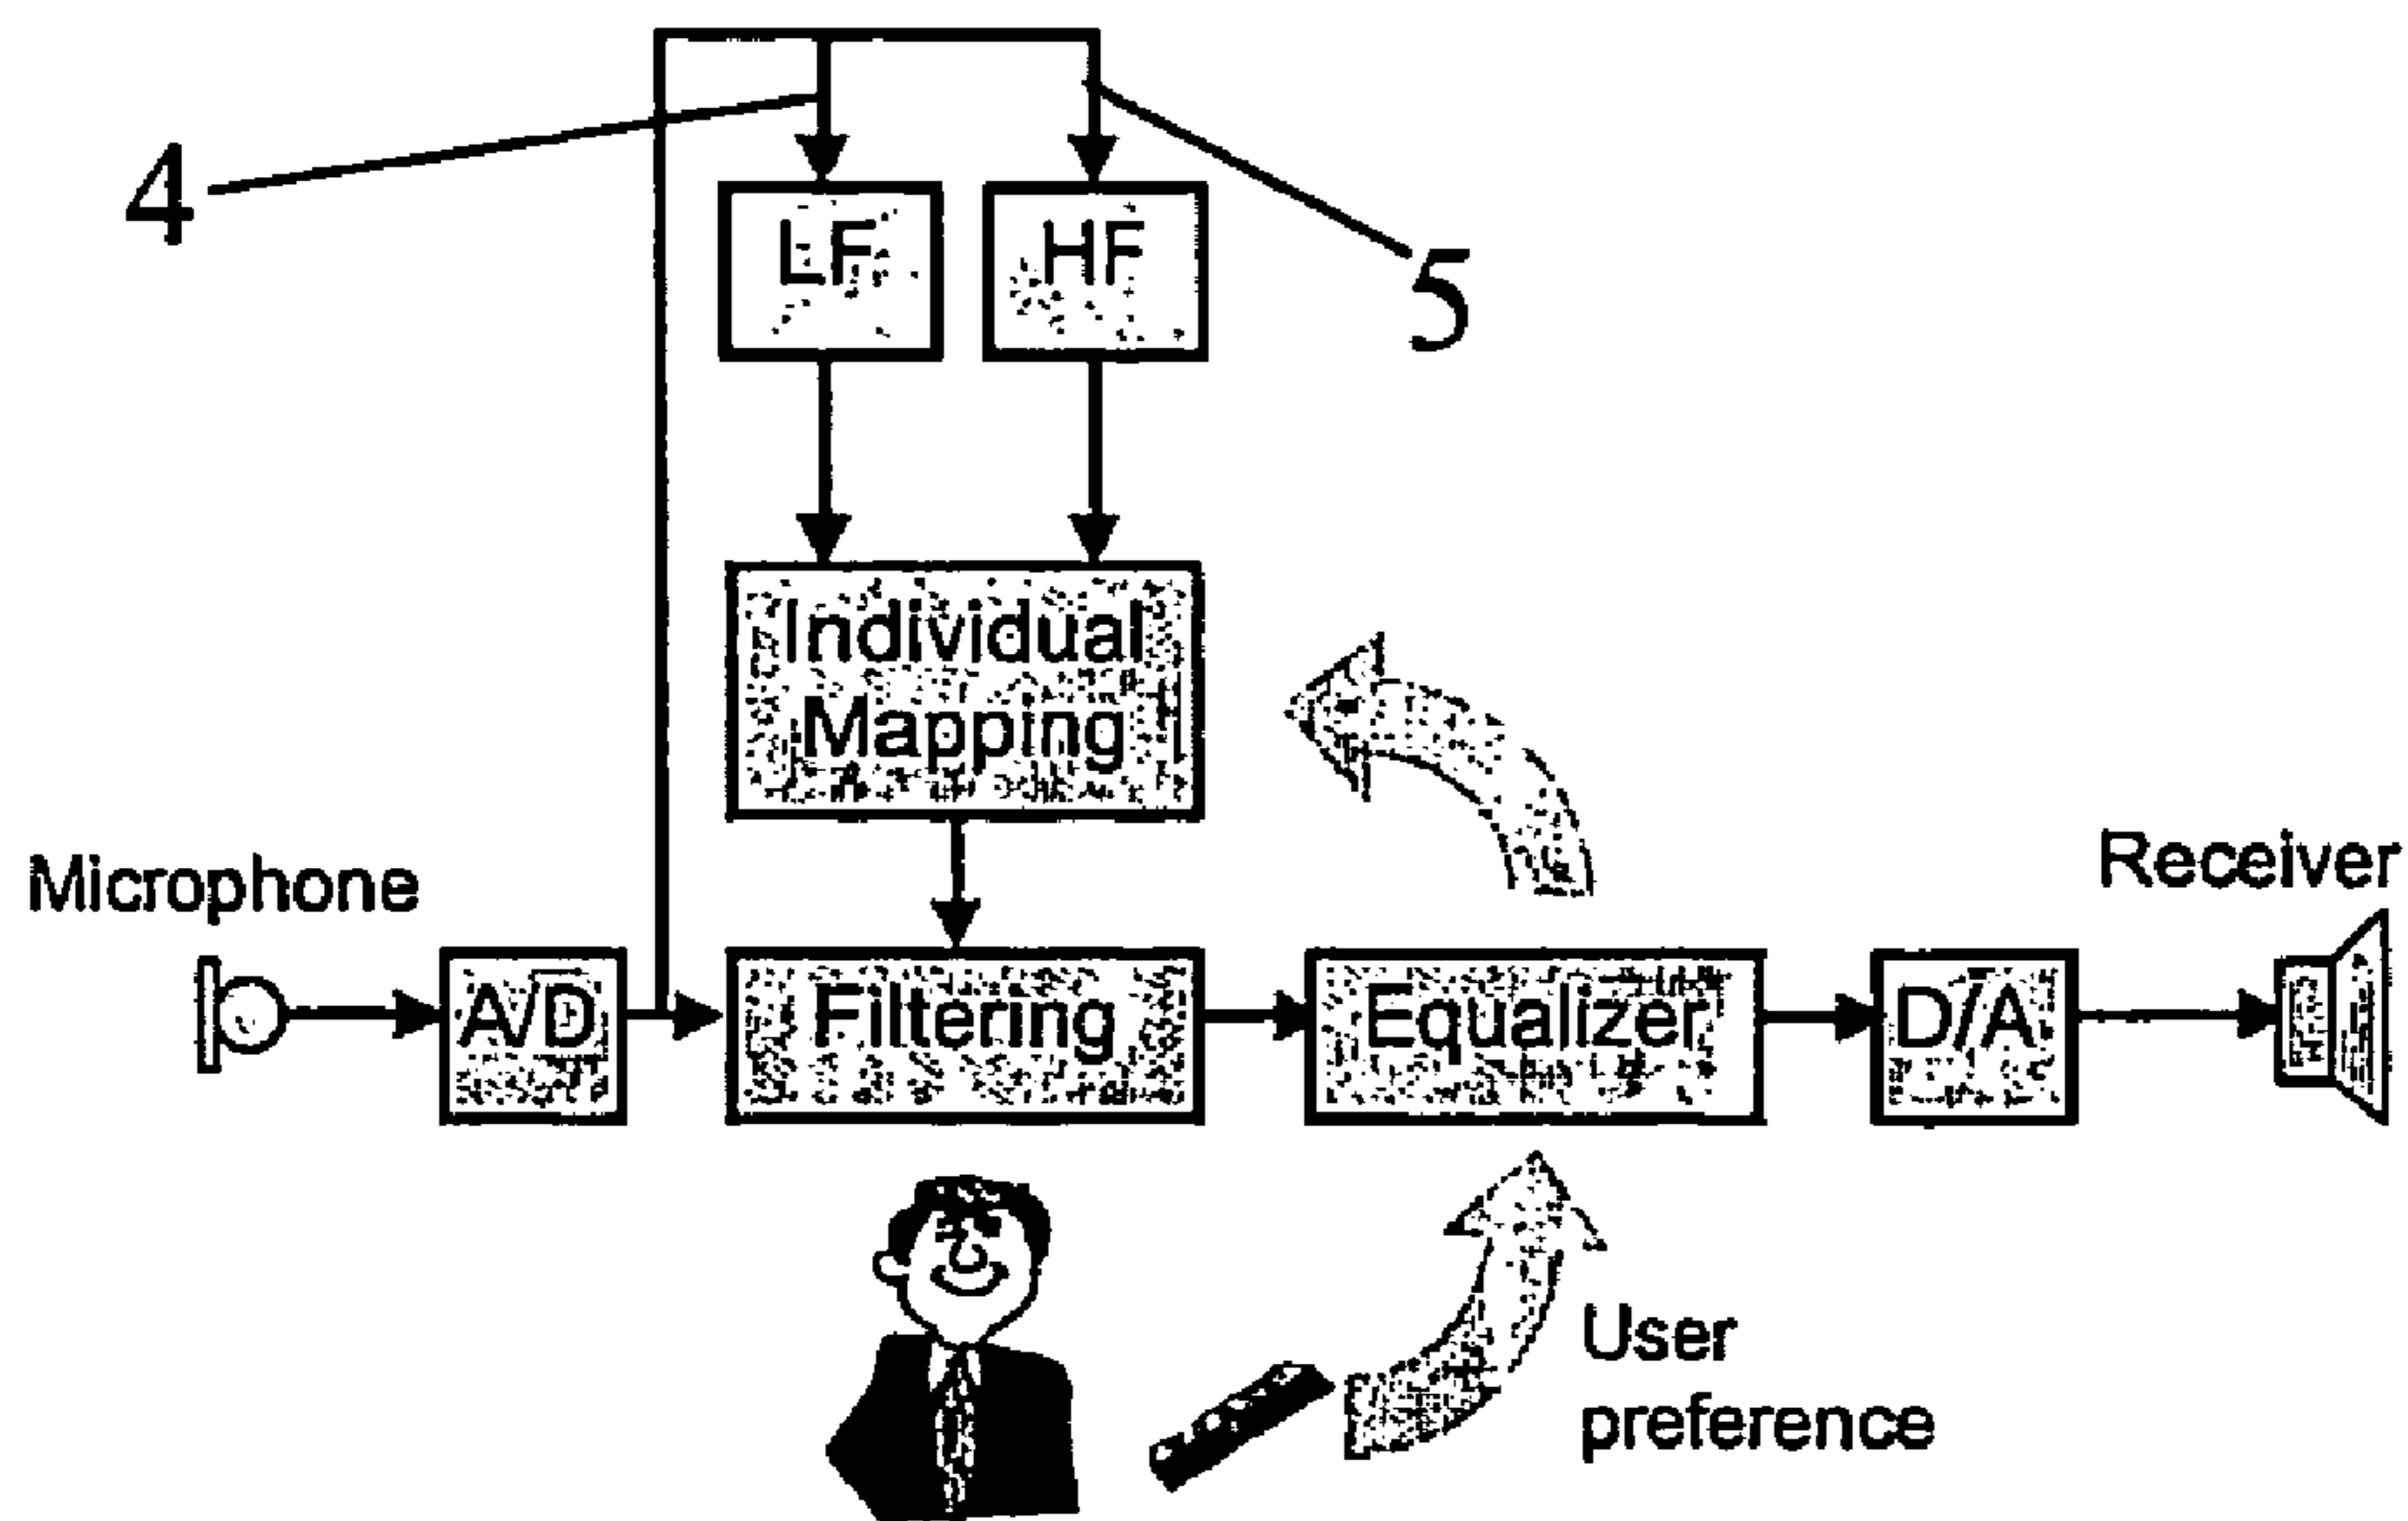 4
LF
HF
5
Individual
Mapping
Microphone
Receiver
A/D
Filtering
Equalizer
D/A
User
preference